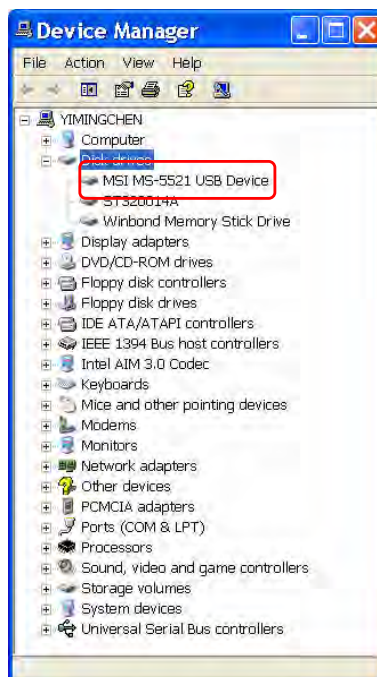 Device Manager
File Action View Help
YIMINGCHEN
Computer
Disk drives
MSI MS-5521 USB Device
ST320014A
Winbond Memory Stick Drive
Display adapters
DVD/CD-ROM drives
Floppy disk controllers
Floppy disk drives
IDE ATA/ATAPI controllers
IEEE 1394 Bus host controllers
Intel AIM 3.0 Codec
Keyboards
Mice and other pointing devices
Modems
Monitors
Network adapters
Other devices
PCMCIA adapters
Ports (COM & LPT)
Processors
Sound, video and game controllers
Storage volumes
System devices
Universal Serial Bus controllers